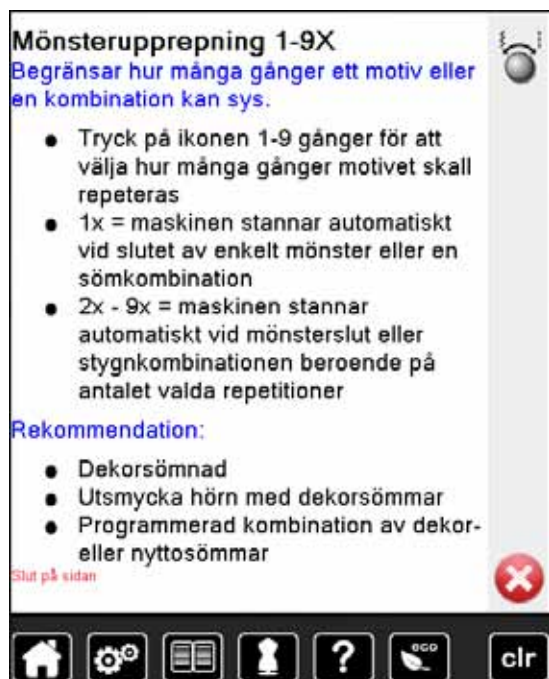 Mönsterupprepning 1-9X
Begränsar hur många gånger ett motiv eller
en kombination kan sys.
● Tryck på ikonen 1-9 gånger för att
välja hur många gånger motivet skall
repeteras
● 1x = maskinen stannar automatiskt
vid slutet av enkelt mönster eller en
sömkombination
● 2x - 9x = maskinen stannar
automatiskt vid mönsterslut eller
stygnkombinationen beroende på
antalet valda repetitioner
Rekommendation:
● Dekorsömnad
● Utsmycka hörn med dekorsömmar
● Programmerad kombination av dekor-
eller nyttosömmar
Slut på sidan
? eco clr